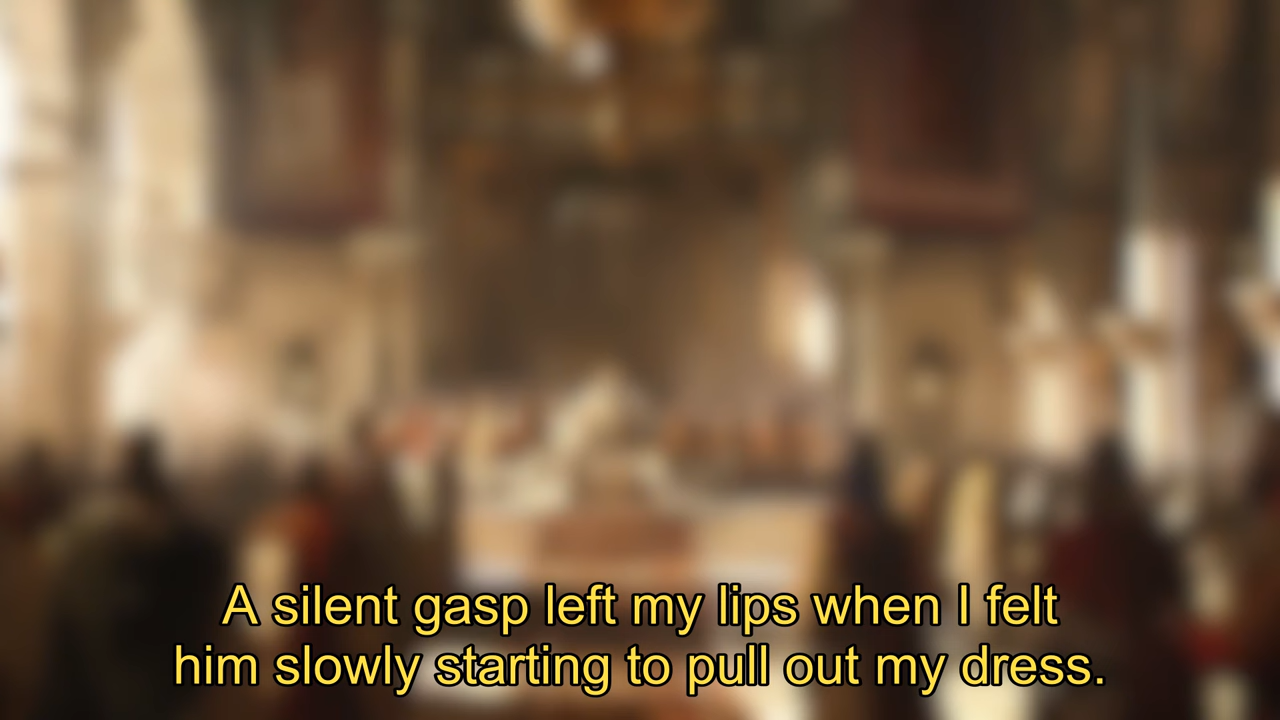 A silent gasp left my lips when I felt
him slowly starting to pull out my dress.